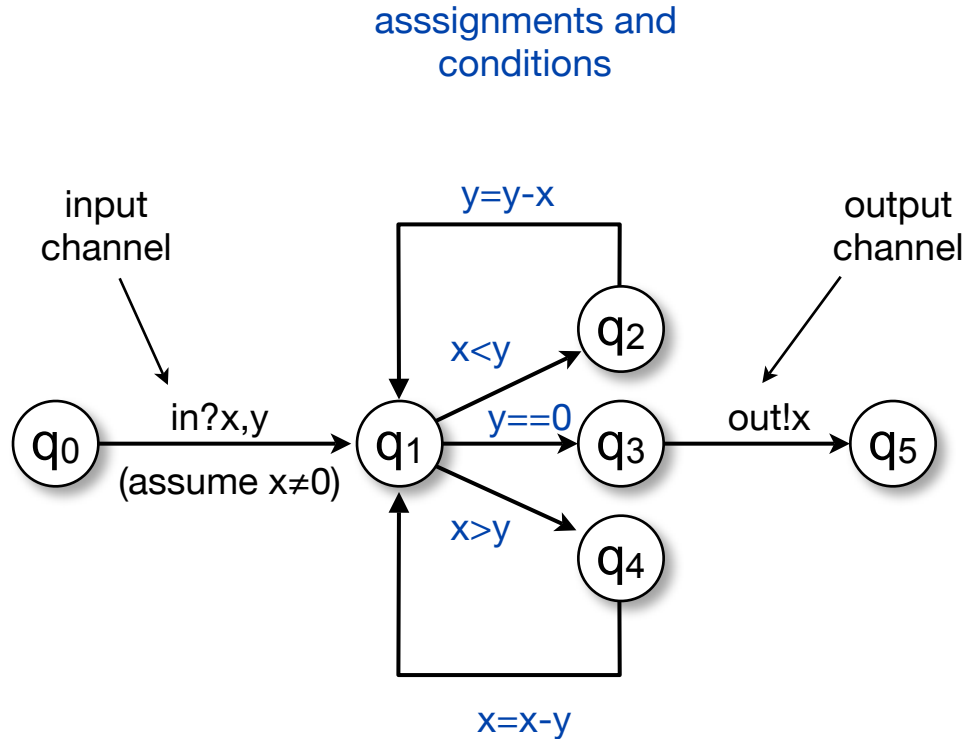 asssignments and
conditions
y=y-x
input
channel
output
channel
q2
x<y
q0
in?x,y
(assume x≠0)
q1
y==0
q3
out!x
q5
x>y
q4
x=x-y